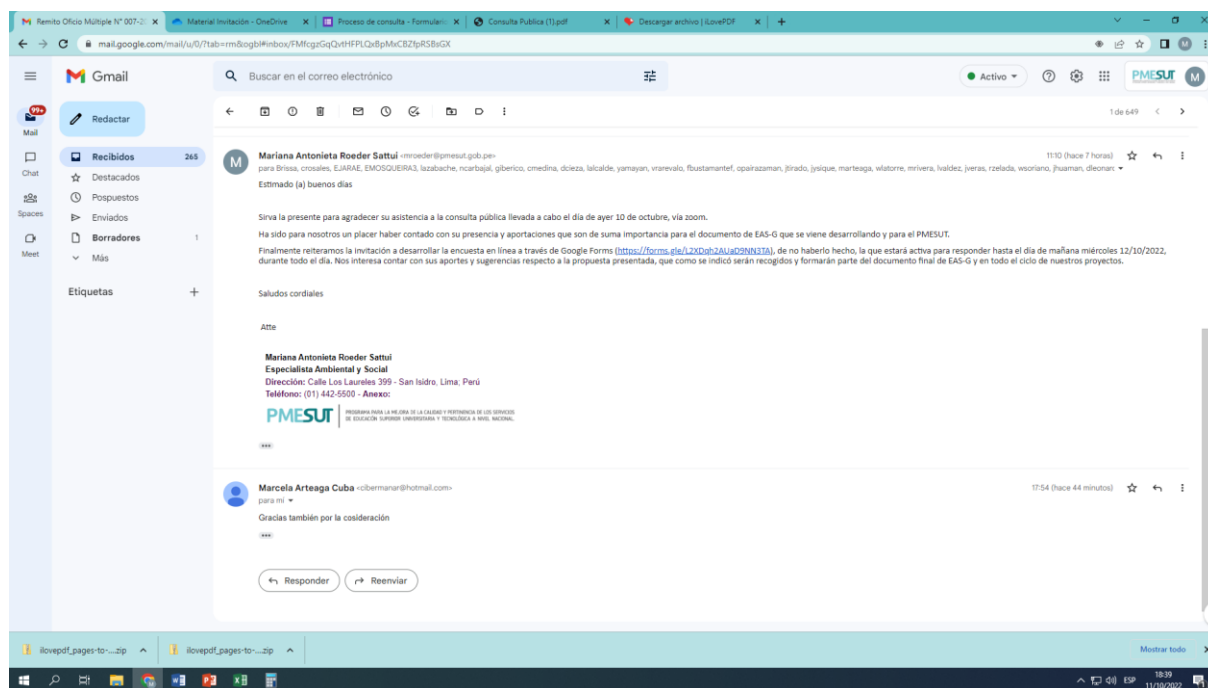 Remito Oficio Múltiple N° 007-2
Material Invitación - OneDrive
Proceso de consulta - Formulario
Consulta Publica (1).pdf
Descargar archivo | iLovePDF
mail.google.com/mail/u/0/?tab=rm&ogbl#inbox/FMfcgzGqQvtHFPLQxBpMxCBZfpRSBsGX
M
Gmail
Buscar en el correo electrónico
Activo
PMESUT
M
99+
Mail
Chat
Spaces
Meet
Redactar
Recibidos 265
Destacados
Pospuestos
Enviados
Borradores 1
Más
Etiquetas
1 de 649
M
Mariana Antonieta Roeder Sattui <mroeder@pmesut.gob.pe>
11:10 (hace 7 horas)
para Brissa, crosales, EJARAE, EMOSQUEIRA3, lazabache, ncarbajal, giberico, cmedina, dcieza, lalcalde, yamayan, vrarevalo, fbustamantef, opairazaman, jtirado, jysique, marteaga, wlatorre, mrivera, lvaldez, jveras, rzelada, wsoriano, jhuaman, dleonar
Estimado (a) buenos días
Sirva la presente para agradecer su asistencia a la consulta pública llevada a cabo el día de ayer 10 de octubre, via zoom.
Ha sido para nosotros un placer haber contado con su presencia y aportaciones que son de suma importancia para el documento de EAS-G que se viene desarrollando y para el PMESUT.
Finalmente reiteramos la invitación a desarrollar la encuesta en línea a través de Google Forms (https://forms.gle/L2XDqh2AUaD9NN3TA), de no haberlo hecho, la que estará activa para responder hasta el día de mañana miércoles 12/10/2022,
durante todo el día. Nos interesa contar con sus aportes y sugerencias respecto a la propuesta presentada, que como se indicó serán recogidos y formarán parte del documento final de EAS-G y en todo el ciclo de nuestros proyectos.
Saludos cordiales
Atte
Mariana Antonieta Roeder Sattui
Especialista Ambiental y Social
Dirección: Calle Los Laureles 399 - San Isidro, Lima; Perú
Teléfono: (01) 442-5500 - Anexo:
PMESUT
PROGRAMA PARA LA MEJORA DE LA CALIDAD Y PERTINENCIA DE LOS SERVICIOS
DE EDUCACIÓN SUPERIOR UNIVERSITARIA Y TECNOLÓGICA A NIVEL NACIONAL
Marcela Arteaga Cuba <cibermanar@hotmail.com>
17:54 (hace 44 minutos)
para mí
Gracias también por la cosideración
Responder
Reenviar
ilovepdf_pages-to-....zip
ilovepdf_pages-to-....zip
Mostrar todo
ESP
18:39
11/10/2022